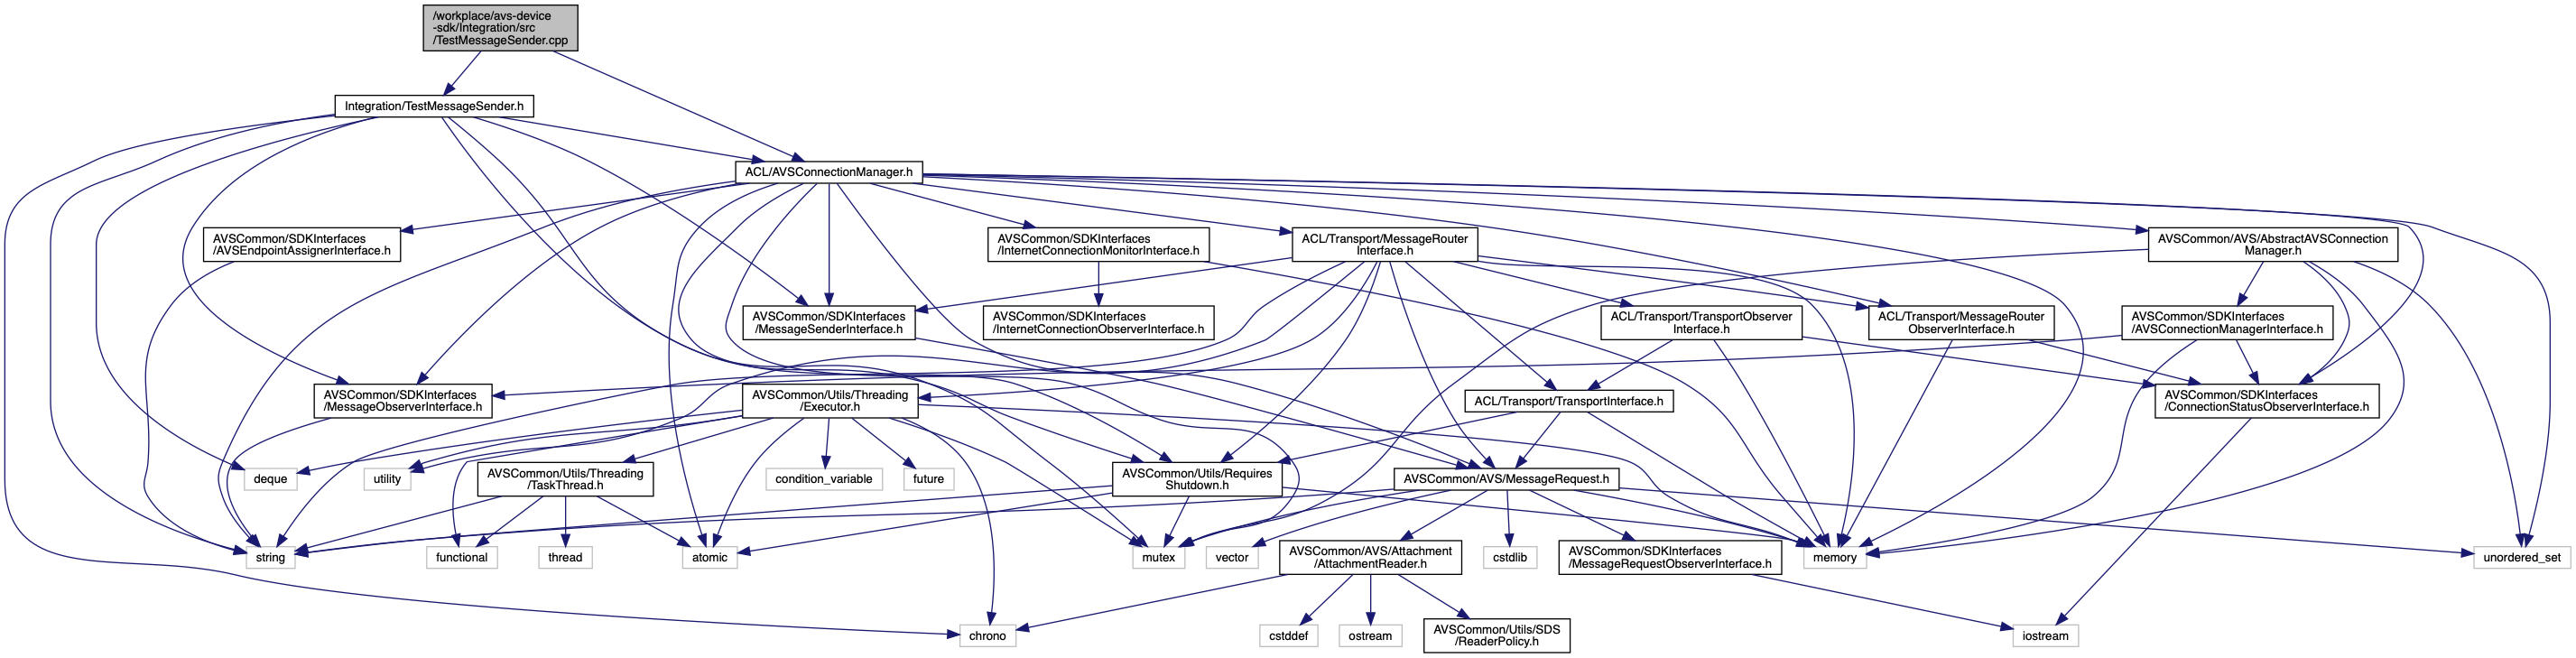 /workplace/avs-device
-sdk/Integration/src
/TestMessageSender.cpp
Integration/TestMessageSender.h
ACL/AVSConnectionManager.h
AVSCommon/SDKInterfaces
/AVSEndpointAssignerInterface.h
AVSCommon/SDKInterfaces
/InternetConnectionMonitorInterface.h
ACL/Transport/MessageRouter
Interface.h
AVSCommon/AVS/AbstractAVSConnection
Manager.h
AVSCommon/SDKInterfaces
/MessageSenderInterface.h
AVSCommon/SDKInterfaces
/InternetConnectionObserverInterface.h
ACL/Transport/TransportObserver
Interface.h
ACL/Transport/MessageRouter
ObserverInterface.h
AVSCommon/SDKInterfaces
/AVSConnectionManagerInterface.h
AVSCommon/SDKInterfaces
/MessageObserverInterface.h
AVSCommon/Utils/Threading
/Executor.h
ACL/Transport/TransportInterface.h
AVSCommon/SDKInterfaces
/ConnectionStatusObserverInterface.h
deque
utility
AVSCommon/Utils/Threading
/TaskThread.h
condition_variable
future
AVSCommon/Utils/Requires
Shutdown.h
AVSCommon/AVS/MessageRequest.h
string
functional
thread
atomic
mutex
vector
AVSCommon/AVS/Attachment
/AttachmentReader.h
cstdlib
AVSCommon/SDKInterfaces
/MessageRequestObserverInterface.h
memory
unordered_set
chrono
cstddef
ostream
AVSCommon/Utils/SDS
/ReaderPolicy.h
iostream